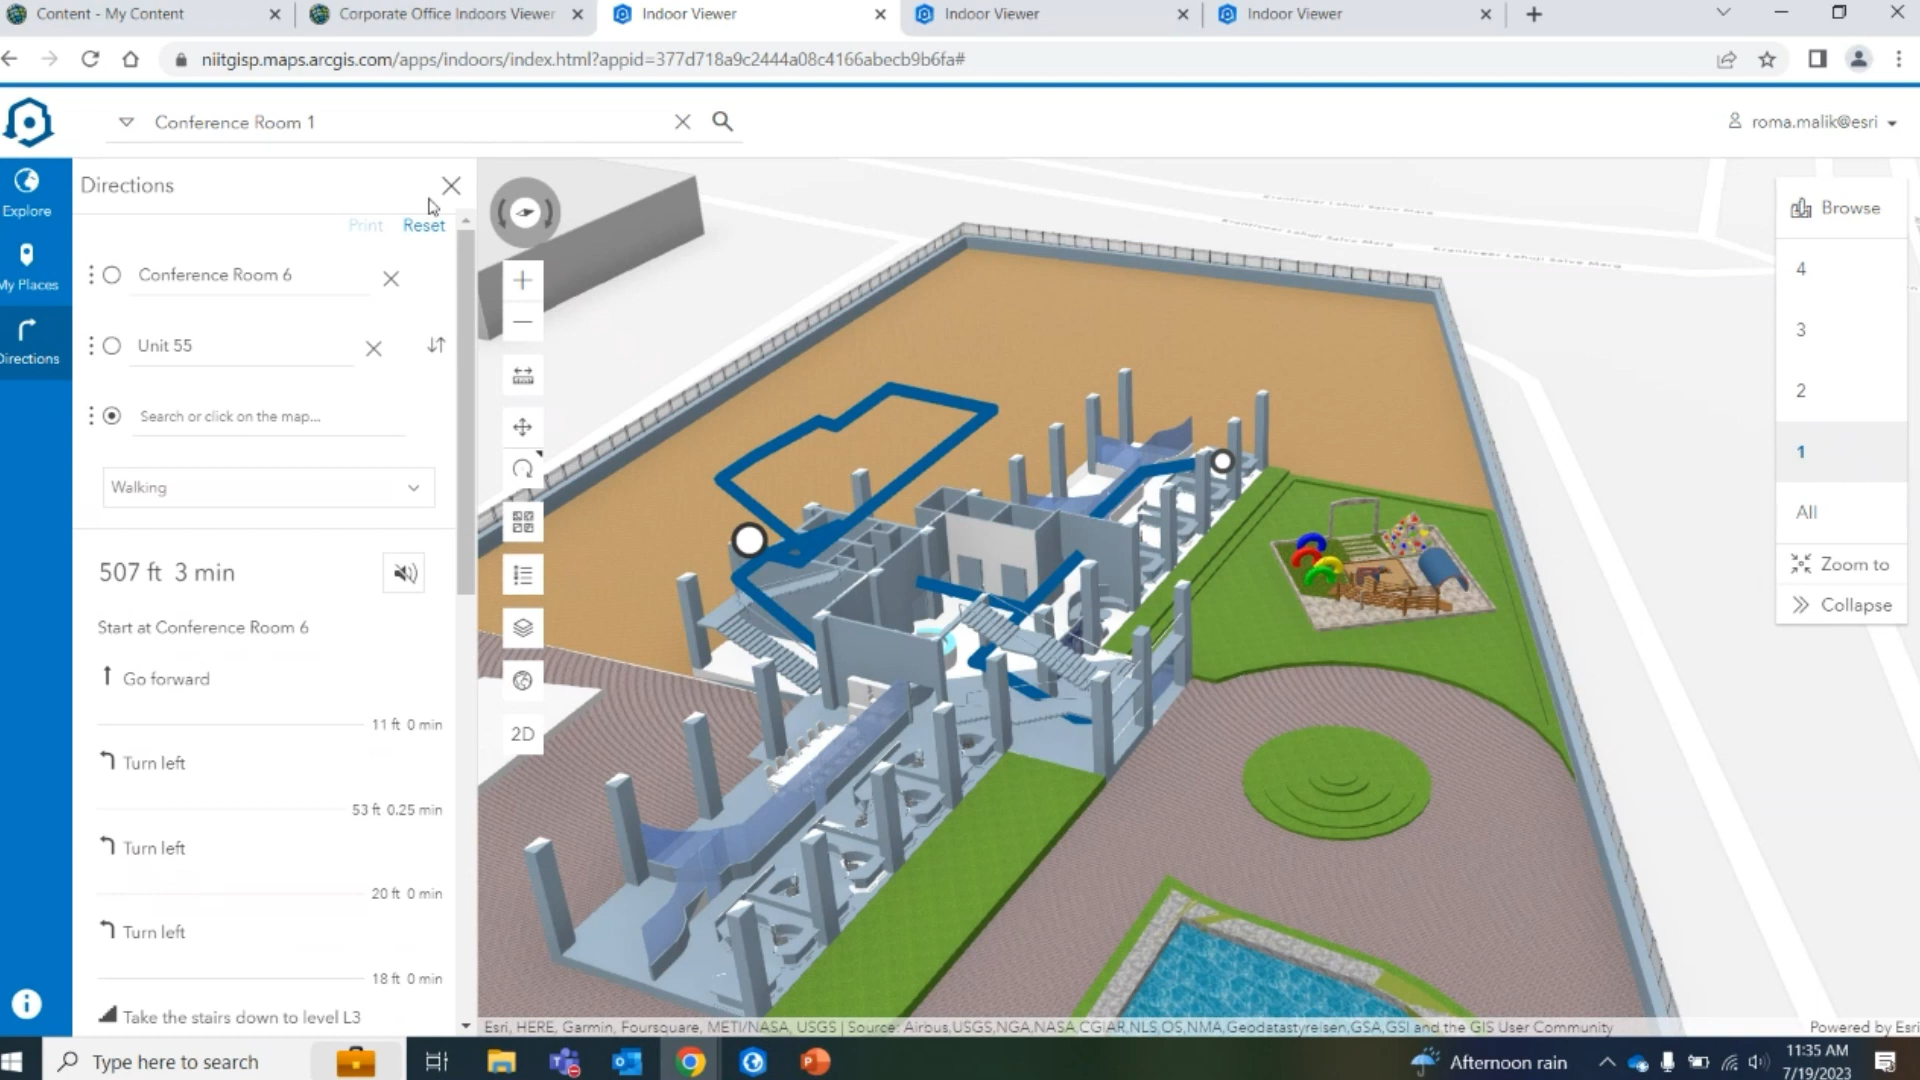 Content - My Content
Corporate Office Indoors Viewer
Indoor Viewer
Indoor Viewer
Indoor Viewer
niitgisp.maps.arcgis.com/apps/indoors/index.html?appid=377d718a9c2444a08c4166abecb9b6fa#
Conference Room 1
roma.malik@esri
Explore
My Places
Directions
Directions
Print Reset
Conference Room 6
Unit 55
Search or click on the map...
Walking
507 ft 3 min
Start at Conference Room 6
Go forward
11 ft 0 min
Turn left
53 ft 0.25 min
Turn left
20 ft 0 min
Turn left
18 ft 0 min
Take the stairs down to level L3
2D
Browse
4
3
2
1
All
Zoom to
Collapse
Esri, HERE, Garmin, Foursquare, METI/NASA, USGS | Source: Airbus,USGS,NGA,NASA,CGIAR,NLS,OS,NMA,Geodatastyrelsen,GSA,GSI and the GIS User Community
Powered by Esri
Type here to search
Afternoon rain
11:35 AM
7/19/2023